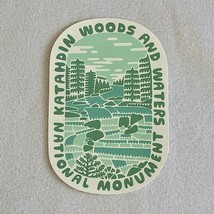 KATAHDIN WOODS AND WATERS
NATIONAL MONUMENT